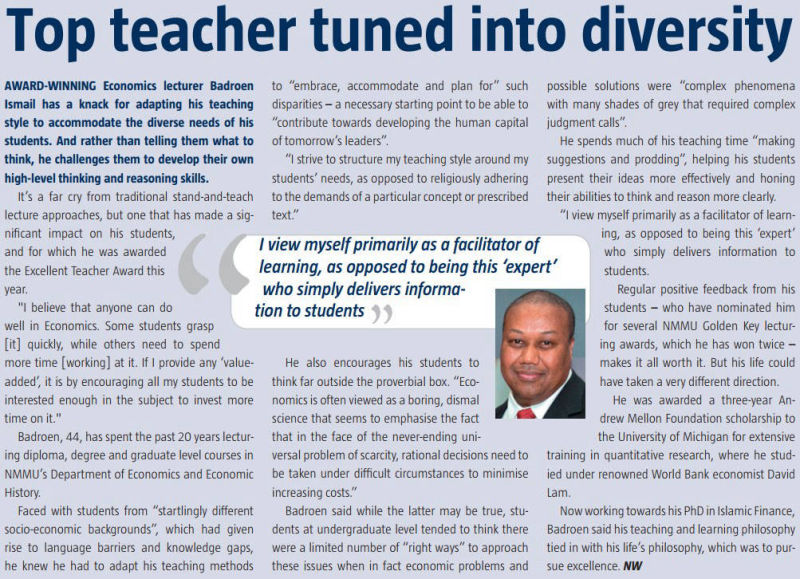 Top teacher tuned into diversity
AWARD-WINNING Economics lecturer Badroen
Ismail has a knack for adapting his teaching
style to accommodate the diverse needs of his
students. And rather than telling them what to
think, he challenges them to develop their own
high-level thinking and reasoning skills.
It's a far cry from traditional stand-and-teach
lecture approaches, but one that has made a sig-
nificant impact on his students,
and for which he was awarded
the Excellent Teacher Award this
year.
"I believe that anyone can do
well in Economics. Some students grasp
[it] quickly, while others need to spend
more time [working] at it. If I provide any 'value-
added', it is by encouraging all my students to be
interested enough in the subject to invest more
time on it."
Badroen, 44, has spent the past 20 years lectur-
ing diploma, degree and graduate level courses in
NMMU's Department of Economics and Economic
History.
Faced with students from "startlingly different
socio-economic backgrounds", which had given
rise to language barriers and knowledge gaps,
he knew he had to adapt his teaching methods
to "embrace, accommodate and plan for" such
disparities – a necessary starting point to be able to
"contribute towards developing the human capital
of tomorrow's leaders".
"I strive to structure my teaching style around my
students' needs, as opposed to religiously adhering
to the demands of a particular concept or prescribed
text."
“ I view myself primarily as a facilitator of
learning, as opposed to being this 'expert'
who simply delivers informa-
tion to students ”
He also encourages his students to
think far outside the proverbial box. "Eco-
nomics is often viewed as a boring, dismal
science that seems to emphasise the fact
that in the face of the never-ending uni-
versal problem of scarcity, rational decisions need to
be taken under difficult circumstances to minimise
increasing costs."
Badroen said while the latter may be true, stu-
dents at undergraduate level tended to think there
were a limited number of "right ways" to approach
these issues when in fact economic problems and
possible solutions were "complex phenomena
with many shades of grey that required complex
judgment calls".
He spends much of his teaching time "making
suggestions and prodding", helping his students
present their ideas more effectively and honing
their abilities to think and reason more clearly.
"I view myself primarily as a facilitator of learn-
ing, as opposed to being this 'expert'
who simply delivers information to
students.
Regular positive feedback from his
students – who have nominated him
for several NMMU Golden Key lectur-
ing awards, which he has won twice –
makes it all worth it. But his life could
have taken a very different direction.
He was awarded a three-year An-
drew Mellon Foundation scholarship to
the University of Michigan for extensive
training in quantitative research, where he stud-
ied under renowned World Bank economist David
Lam.
Now working towards his PhD in Islamic Finance,
Badroen said his teaching and learning philosophy
tied in with his life's philosophy, which was to pur-
sue excellence. NW